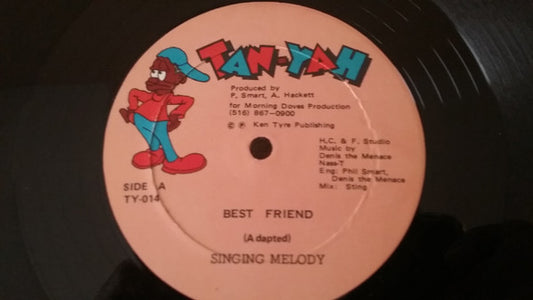 TAN-YAH
Produced by
P. Smart, A. Hackett
for Morning Doves Production
(516) 867-0900
© ℗ Ken Tyre Publishing
H.C. & F. Studio
Music by
Denis the Menace
Nass-T
Eng: Phil Smart,
Denis the Menace
Mix: Sting
SIDE A
TY-014
BEST FRIEND
(Adapted)
SINGING MELODY